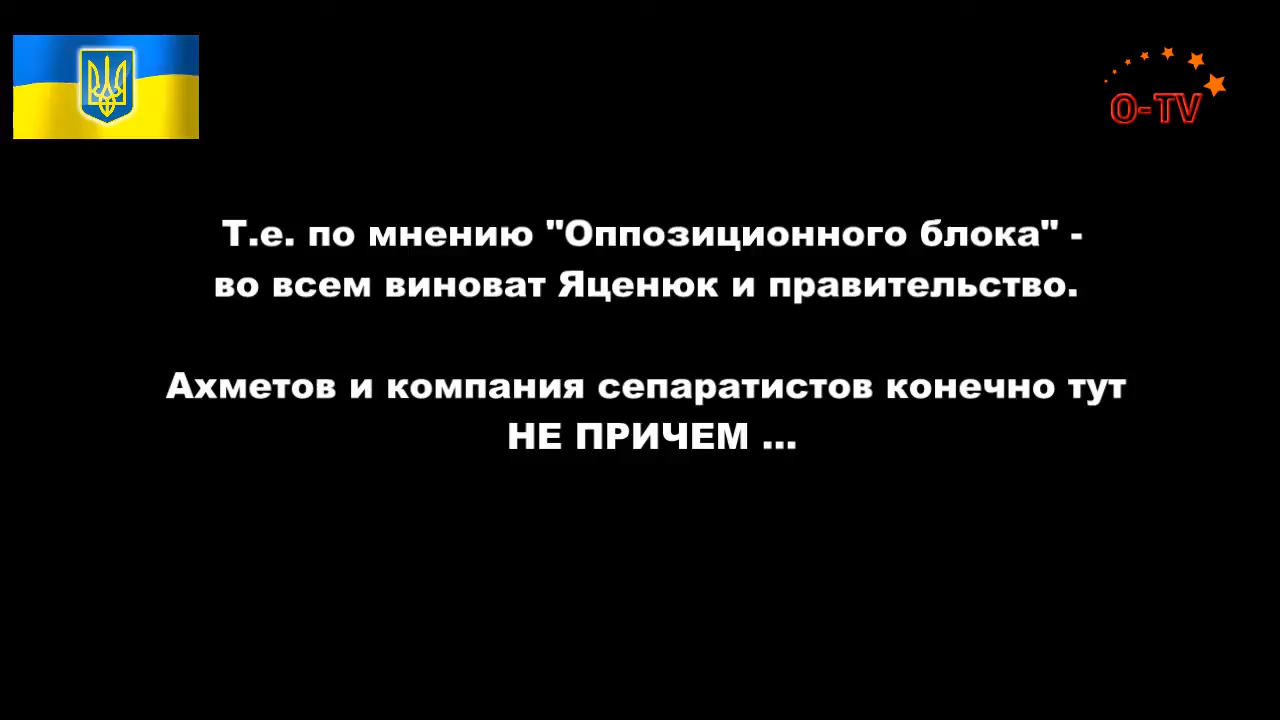 O-TV
Т.е. по мнению "Оппозиционного блока" -
во всем виноват Яценюк и правительство.
Ахметов и компания сепаратистов конечно тут
НЕ ПРИЧЕМ ...